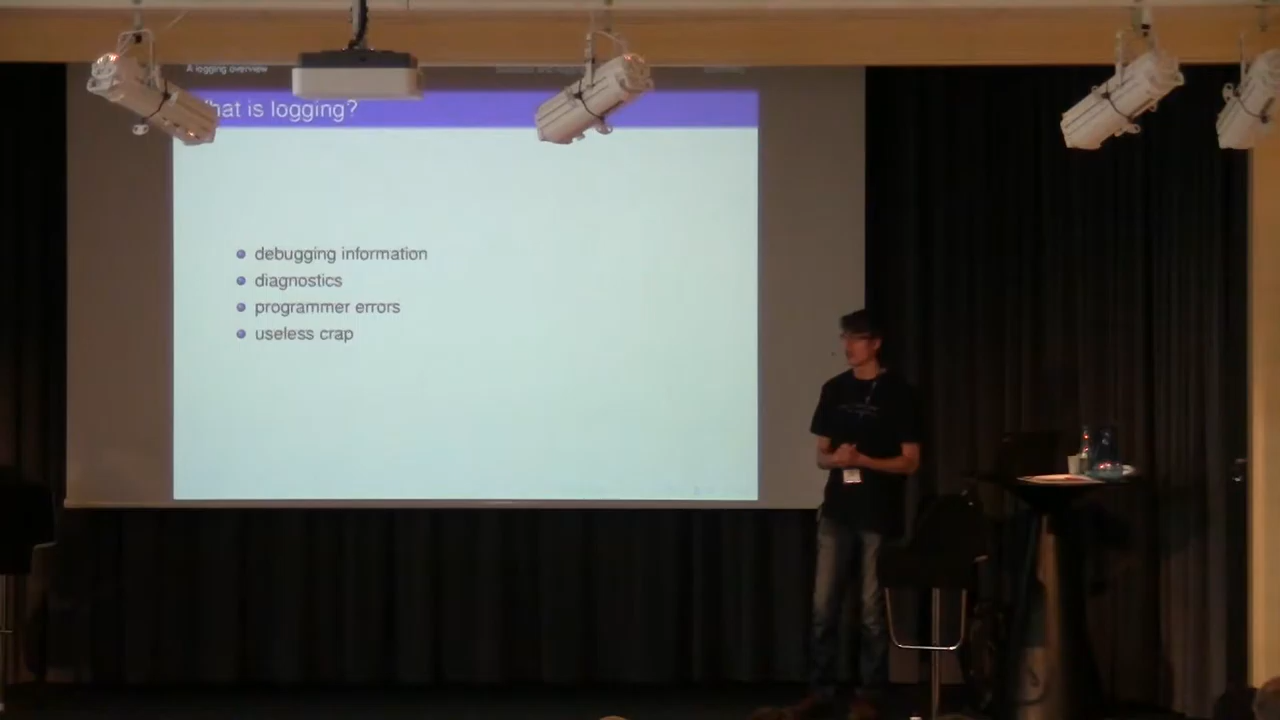 A logging overview
hat is logging?
debugging information
diagnostics
programmer errors
useless crap